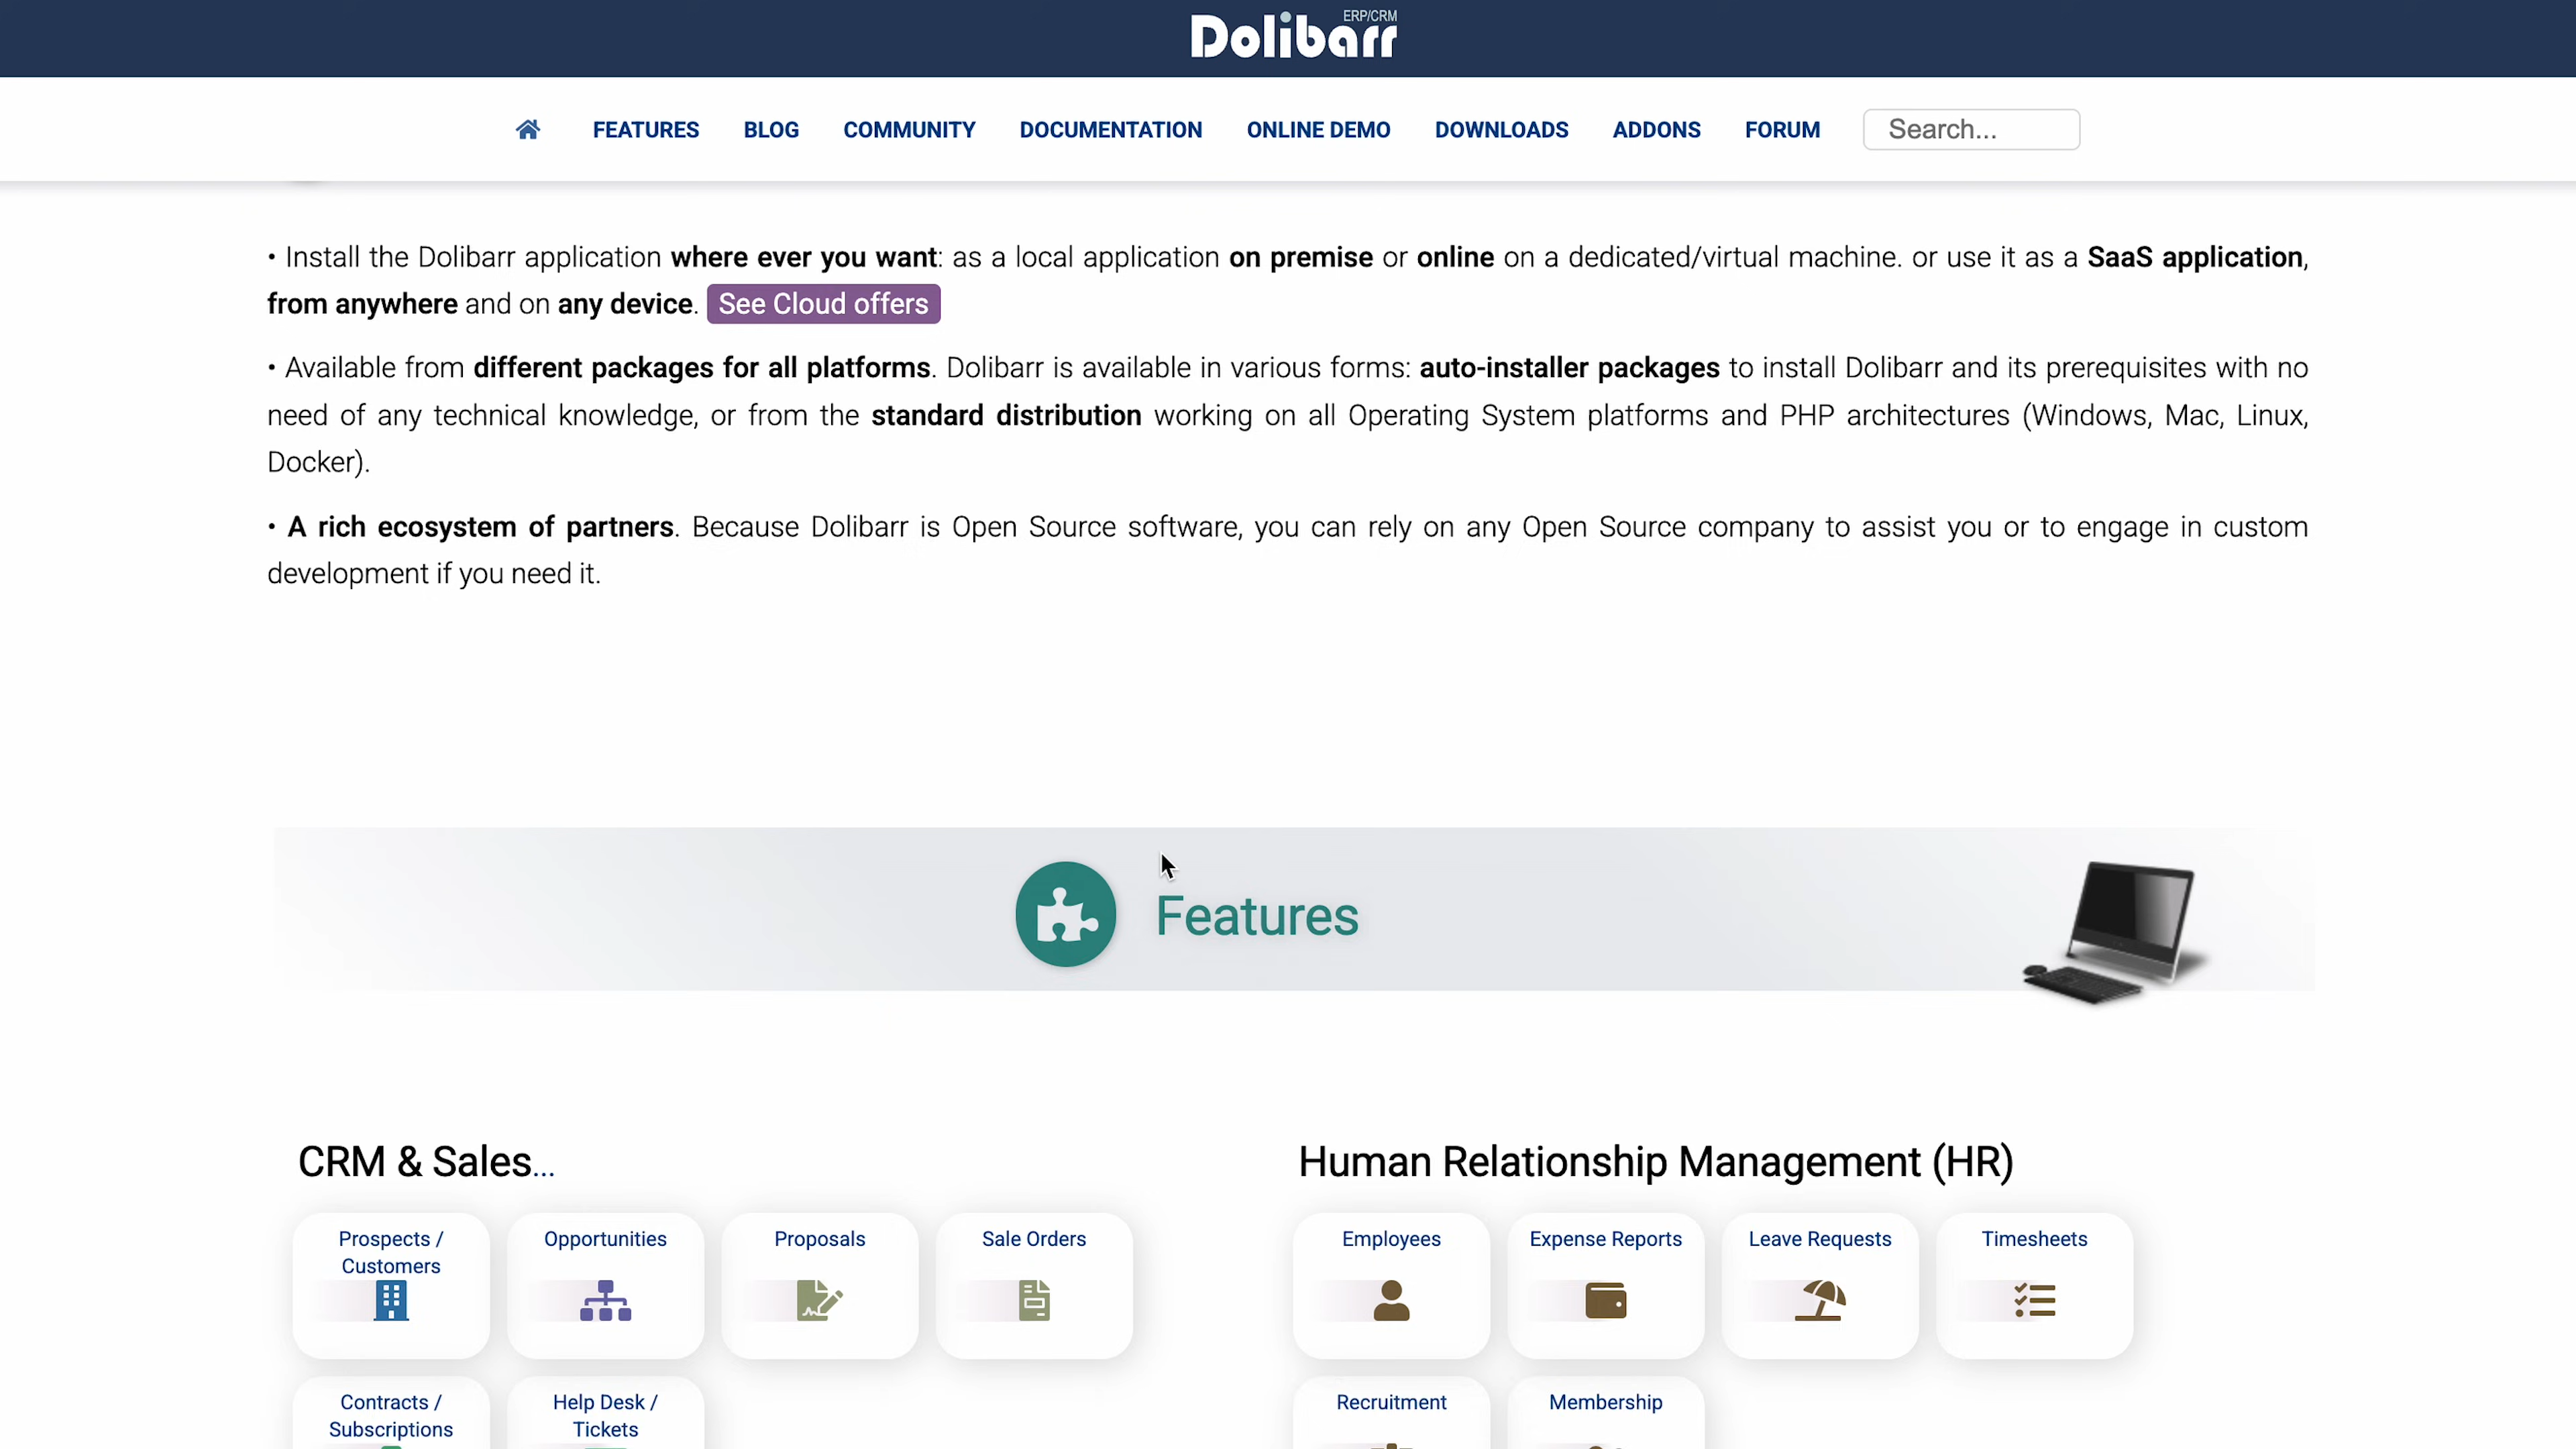 Dolibarr ERP/CRM
FEATURES BLOG COMMUNITY DOCUMENTATION ONLINE DEMO DOWNLOADS ADDONS FORUM Search...
• Install the Dolibarr application where ever you want: as a local application on premise or online on a dedicated/virtual machine. or use it as a SaaS application,
from anywhere and on any device. See Cloud offers
• Available from different packages for all platforms. Dolibarr is available in various forms: auto-installer packages to install Dolibarr and its prerequisites with no
need of any technical knowledge, or from the standard distribution working on all Operating System platforms and PHP architectures (Windows, Mac, Linux,
Docker).
• A rich ecosystem of partners. Because Dolibarr is Open Source software, you can rely on any Open Source company to assist you or to engage in custom
development if you need it.
Features
CRM & Sales...
Prospects /
Customers
Opportunities
Proposals
Sale Orders
Contracts /
Subscriptions
Help Desk /
Tickets
Human Relationship Management (HR)
Employees
Expense Reports
Leave Requests
Timesheets
Recruitment
Membership